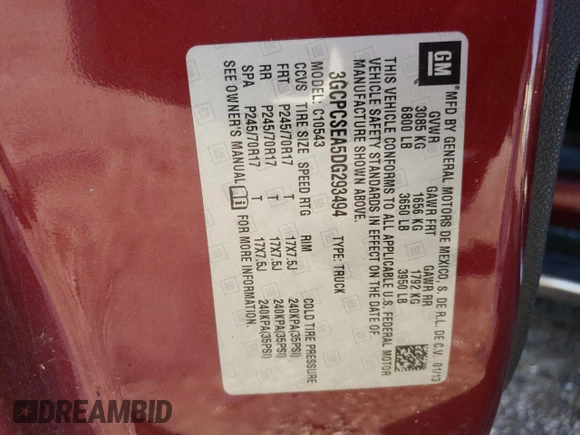 GM
MFD BY GENERAL MOTORS DE MEXICO, S. DE R.L. DE C.V. 01/13
GVWR GAWR FRT GAWR RR
3085 KG 1656 KG 1792 KG
6800 LB 3650 LB 3950 LB
THIS VEHICLE CONFORMS TO ALL APPLICABLE U.S. FEDERAL MOTOR
VEHICLE SAFETY STANDARDS IN EFFECT ON THE DATE OF
MANUFACTURE SHOWN ABOVE.
3GCPCSEA5DG293494 TYPE: TRUCK
MODEL: C10543
CCVS TIRE SIZE SPEED RTG RIM COLD TIRE PRESSURE
FRT P245/70R17 T 17X7.5J 240KPA(35PSI)
RR P245/70R17 T 17X7.5J 240KPA(35PSI)
SPA P245/70R17 T 17X7.5J 240KPA(35PSI)
SEE OWNER'S MANUAL FOR ADDITIONAL INFORMATION.
DREAMBID